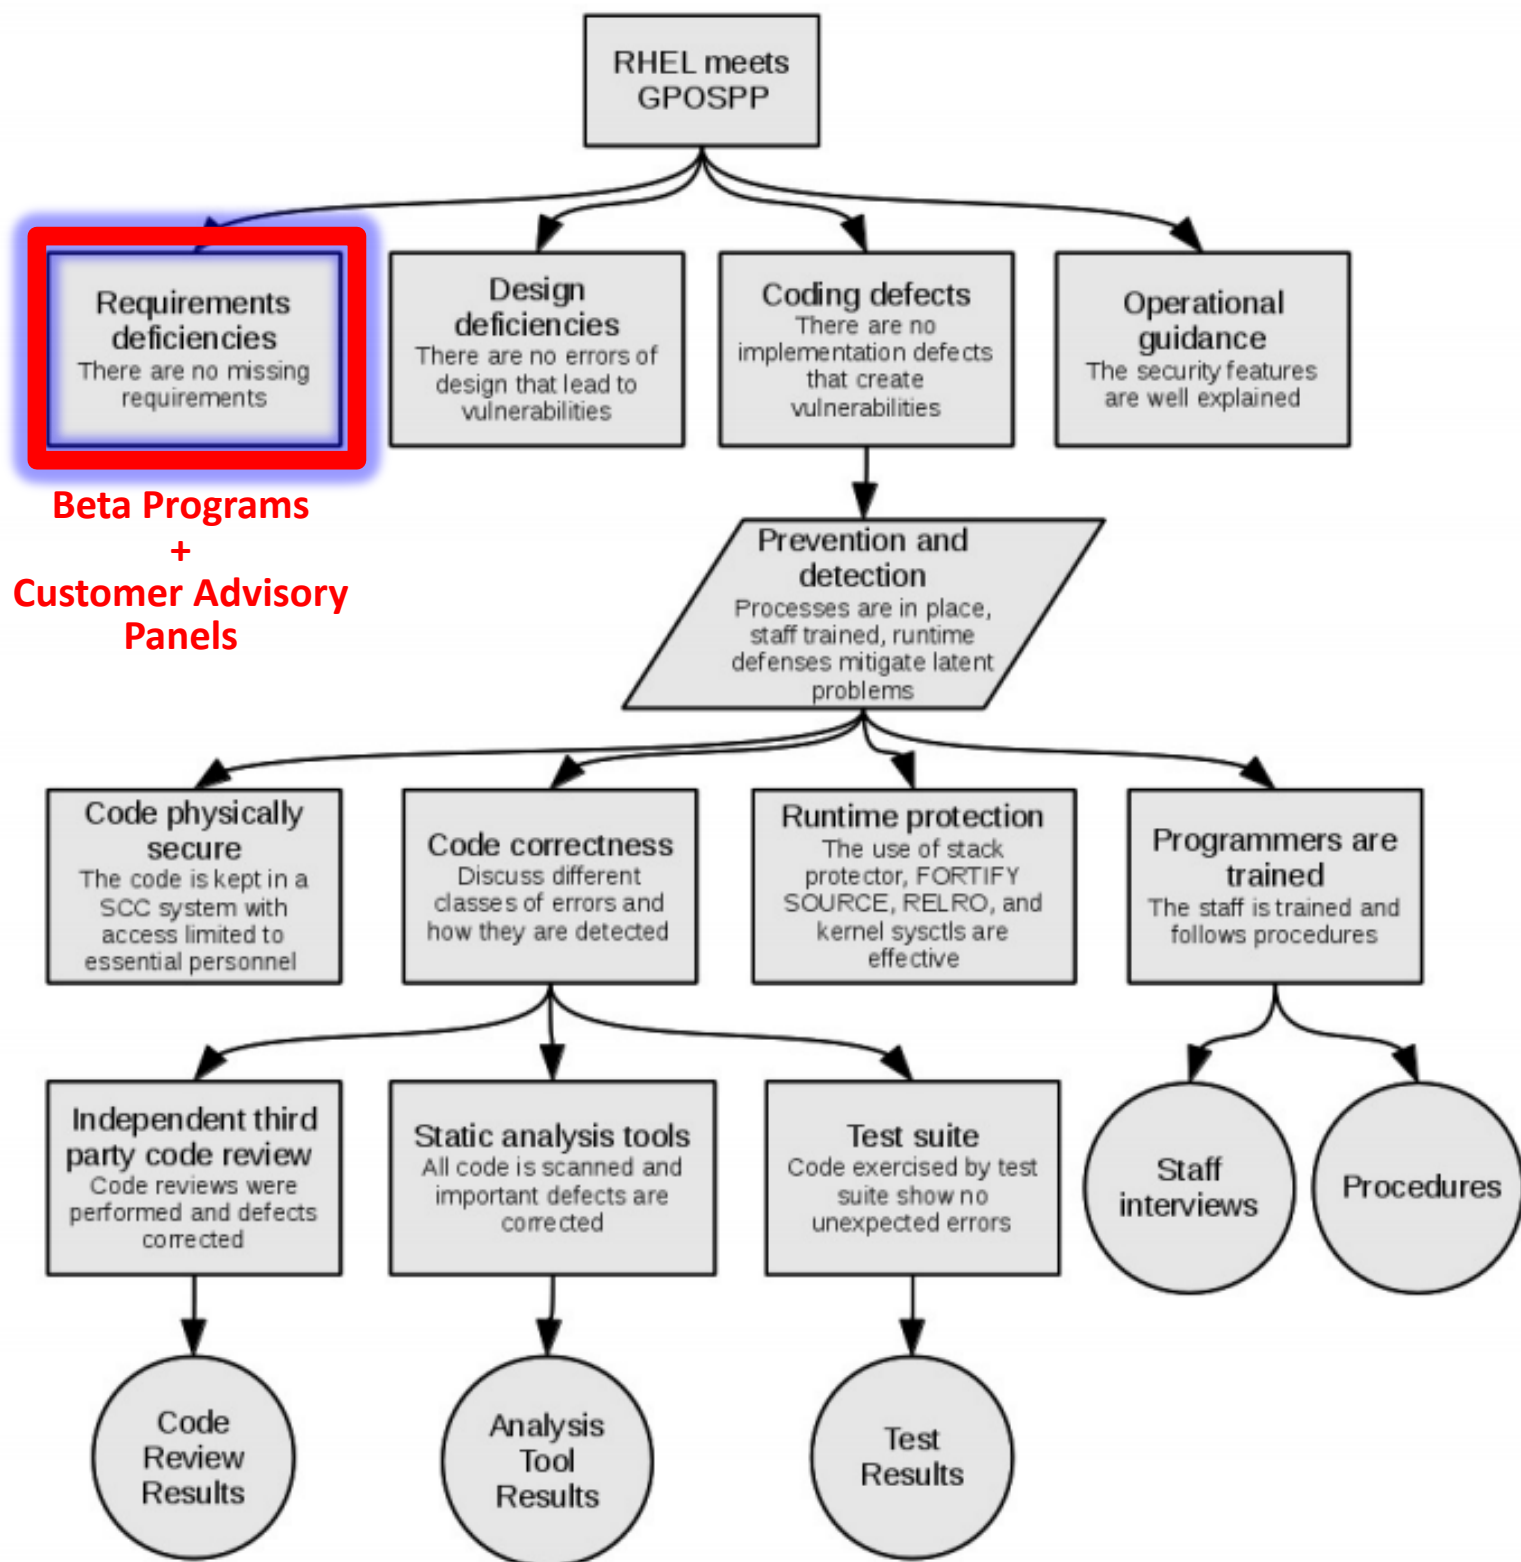 RHEL meets
GPOSPP
Requirements
deficiencies
There are no missing
requirements
Design
deficiencies
There are no errors of
design that lead to
vulnerabilities
Coding defects
There are no
implementation defects
that create
vulnerabilities
Operational
guidance
The security features
are well explained
Beta Programs
+
Customer Advisory
Panels
Prevention and
detection
Processes are in place,
staff trained, runtime
defenses mitigate latent
problems
Code physically
secure
The code is kept in a
SCC system with
access limited to
essential personnel
Code correctness
Discuss different
classes of errors and
how they are detected
Runtime protection
The use of stack
protector, FORTIFY
SOURCE, RELRO, and
kernel sysctls are
effective
Programmers are
trained
The staff is trained and
follows procedures
Independent third
party code review
Code reviews were
performed and defects
corrected
Static analysis tools
All code is scanned and
important defects are
corrected
Test suite
Code exercised by test
suite show no
unexpected errors
Staff
interviews
Procedures
Code
Review
Results
Analysis
Tool
Results
Test
Results